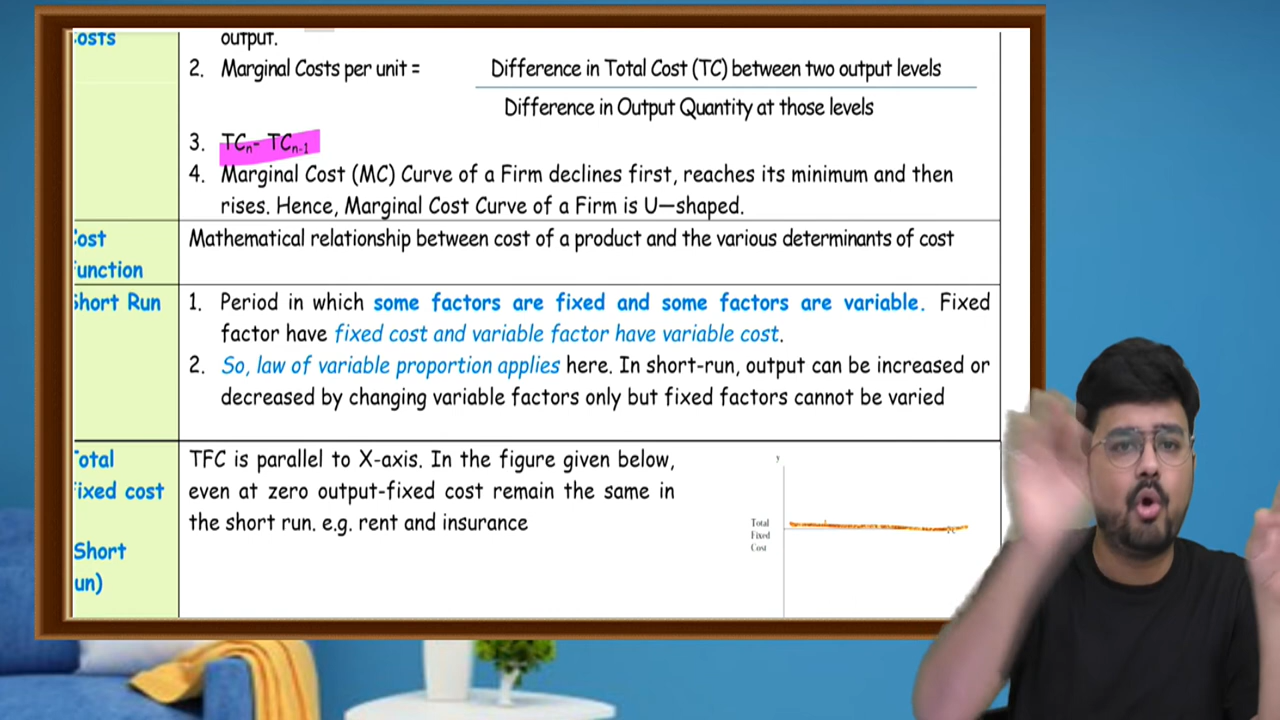 :osts
output.
2. Marginal Costs per unit = Difference in Total Cost (TC) between two output levels
Difference in Output Quantity at those levels
3. TCn- TCn-1
4. Marginal Cost (MC) Curve of a Firm declines first, reaches its minimum and then
rises. Hence, Marginal Cost Curve of a Firm is U–shaped.
ost
unction
Mathematical relationship between cost of a product and the various determinants of cost
hort Run
1. Period in which some factors are fixed and some factors are variable. Fixed
factor have fixed cost and variable factor have variable cost.
2. So, law of variable proportion applies here. In short-run, output can be increased or
decreased by changing variable factors only but fixed factors cannot be varied
otal
ixed cost
Short
un)
TFC is parallel to X-axis. In the figure given below,
even at zero output-fixed cost remain the same in
the short run. e.g. rent and insurance
y
Total
Fixed
Cost